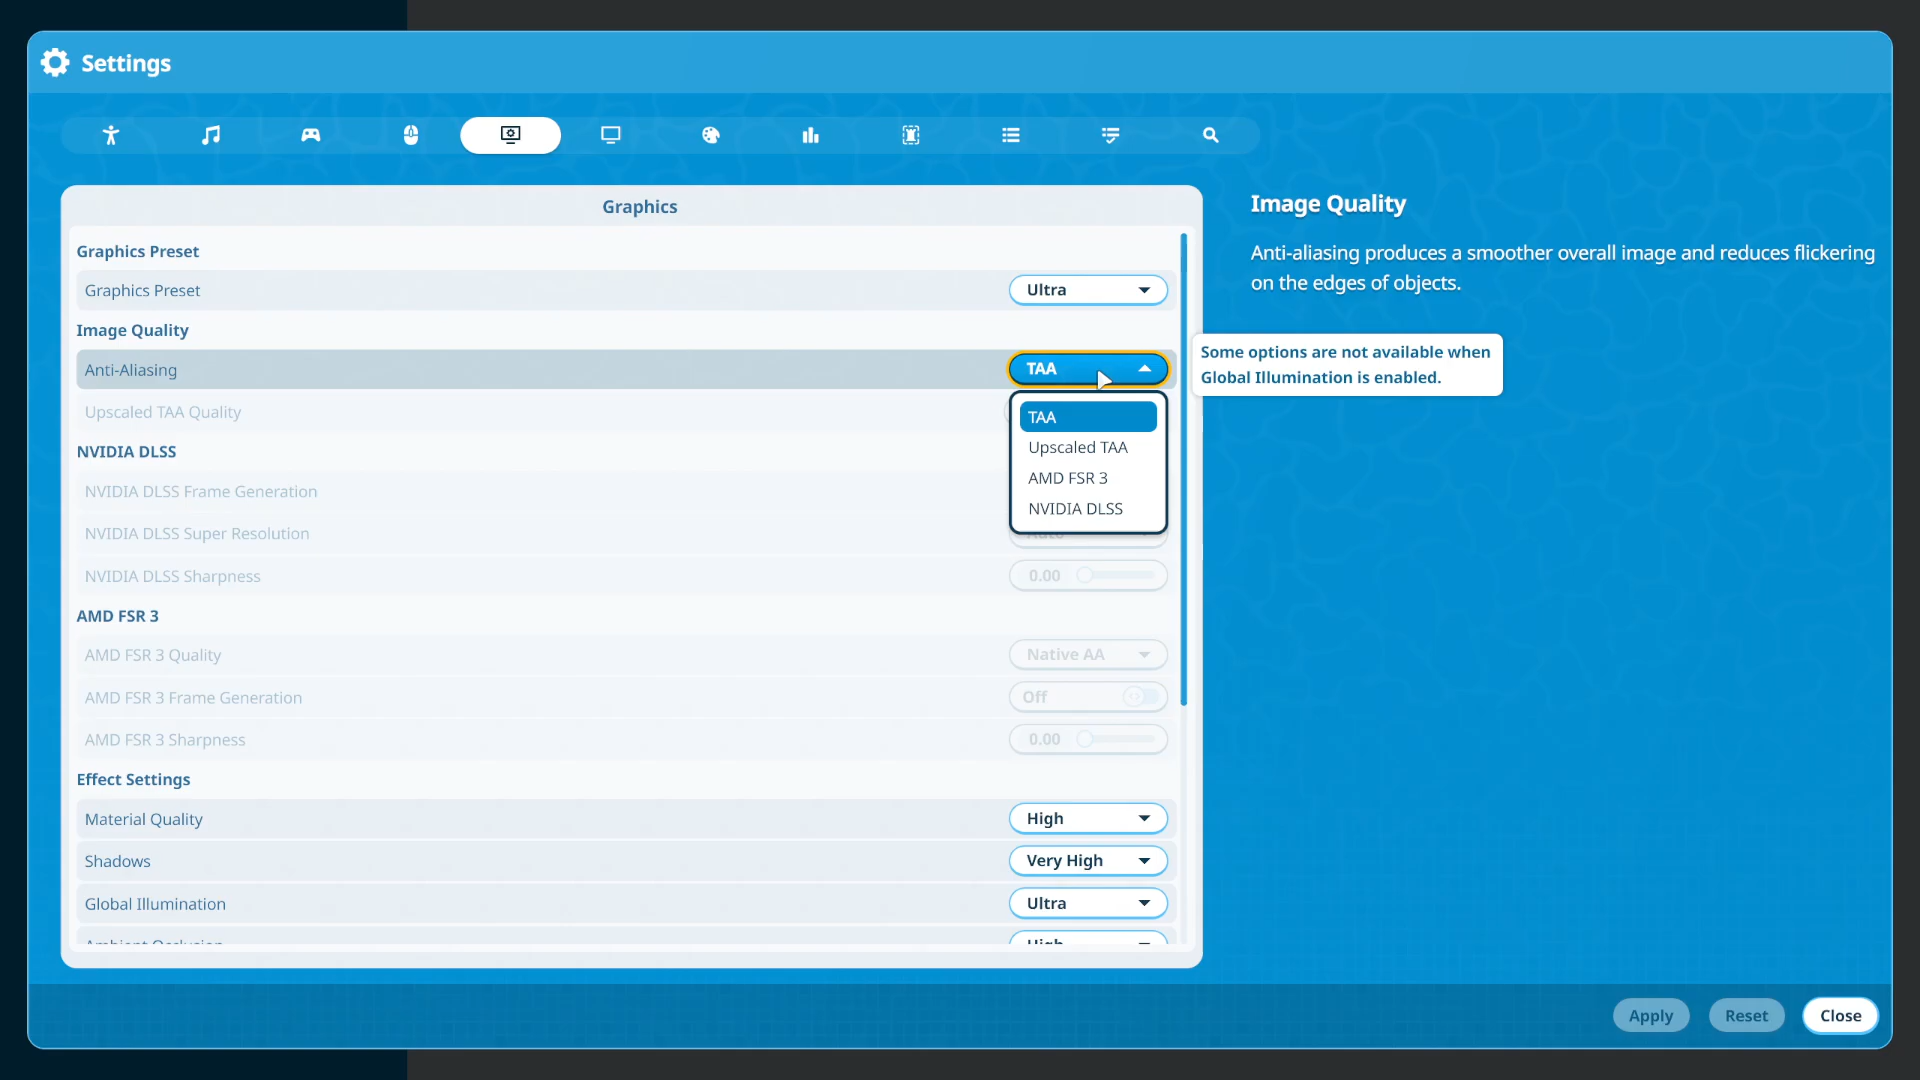 Settings
Graphics
Graphics Preset
Graphics Preset
Ultra
Image Quality
Anti-Aliasing
TAA
TAA
Upscaled TAA
AMD FSR 3
NVIDIA DLSS
Upscaled TAA Quality
NVIDIA DLSS
NVIDIA DLSS Frame Generation
NVIDIA DLSS Super Resolution
Auto
NVIDIA DLSS Sharpness
0.00
AMD FSR 3
AMD FSR 3 Quality
Native AA
AMD FSR 3 Frame Generation
Off
AMD FSR 3 Sharpness
0.00
Effect Settings
Material Quality
High
Shadows
Very High
Global Illumination
Ultra
Ambient Occlusion
High
Image Quality
Anti-aliasing produces a smoother overall image and reduces flickering
on the edges of objects.
Some options are not available when
Global Illumination is enabled.
Apply
Reset
Close